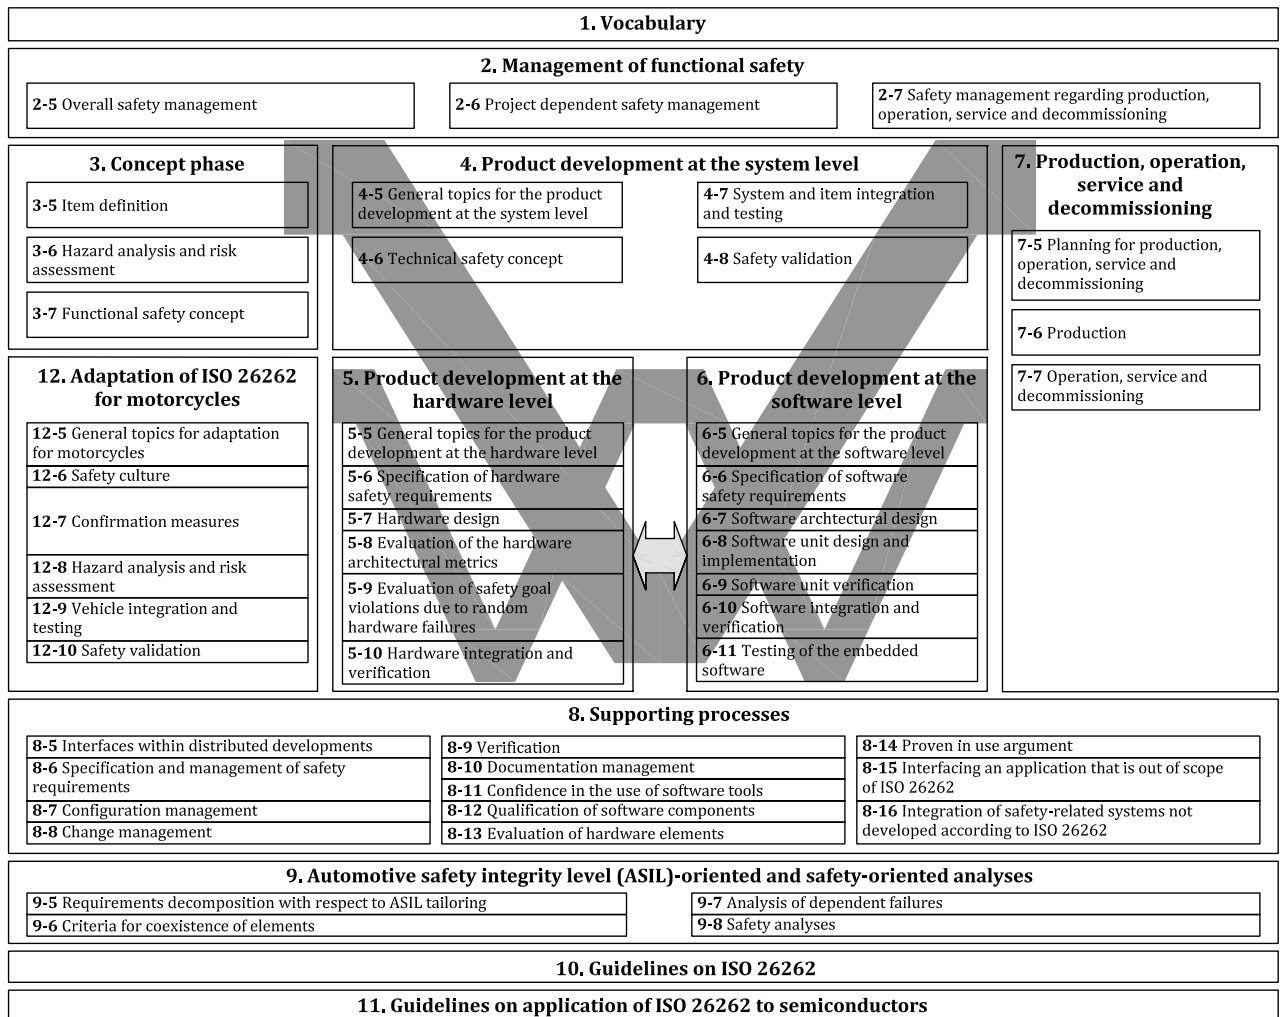 1. Vocabulary
2. Management of functional safety
2-5 Overall safety management
2-6 Project dependent safety management
2-7 Safety management regarding production,
operation, service and decommissioning
3. Concept phase
3-5 Item definition
3-6 Hazard analysis and risk
assessment
3-7 Functional safety concept
4. Product development at the system level
4-5 General topics for the product
development at the system level
4-6 Technical safety concept
4-7 System and item integration
and testing
4-8 Safety validation
7. Production, operation,
service and
decommissioning
7-5 Planning for production,
operation, service and
decommissioning
7-6 Production
7-7 Operation, service and
decommissioning
12. Adaptation of ISO 26262
for motorcycles
12-5 General topics for adaptation
for motorcycles
12-6 Safety culture
12-7 Confirmation measures
12-8 Hazard analysis and risk
assessment
12-9 Vehicle integration and
testing
12-10 Safety validation
5. Product development at the
hardware level
5-5 General topics for the product
development at the hardware level
5-6 Specification of hardware
safety requirements
5-7 Hardware design
5-8 Evaluation of the hardware
architectural metrics
5-9 Evaluation of safety goal
violations due to random
hardware failures
5-10 Hardware integration and
verification
6. Product development at the
software level
6-5 General topics for the product
development at the software level
6-6 Specification of software
safety requirements
6-7 Software archtectural design
6-8 Software unit design and
implementation
6-9 Software unit verification
6-10 Software integration and
verification
6-11 Testing of the embedded
software
8. Supporting processes
8-5 Interfaces within distributed developments
8-6 Specification and management of safety
requirements
8-7 Configuration management
8-8 Change management
8-9 Verification
8-10 Documentation management
8-11 Confidence in the use of software tools
8-12 Qualification of software components
8-13 Evaluation of hardware elements
8-14 Proven in use argument
8-15 Interfacing an application that is out of scope
of ISO 26262
8-16 Integration of safety-related systems not
developed according to ISO 26262
9. Automotive safety integrity level (ASIL)-oriented and safety-oriented analyses
9-5 Requirements decomposition with respect to ASIL tailoring
9-6 Criteria for coexistence of elements
9-7 Analysis of dependent failures
9-8 Safety analyses
10. Guidelines on ISO 26262
11. Guidelines on application of ISO 26262 to semiconductors